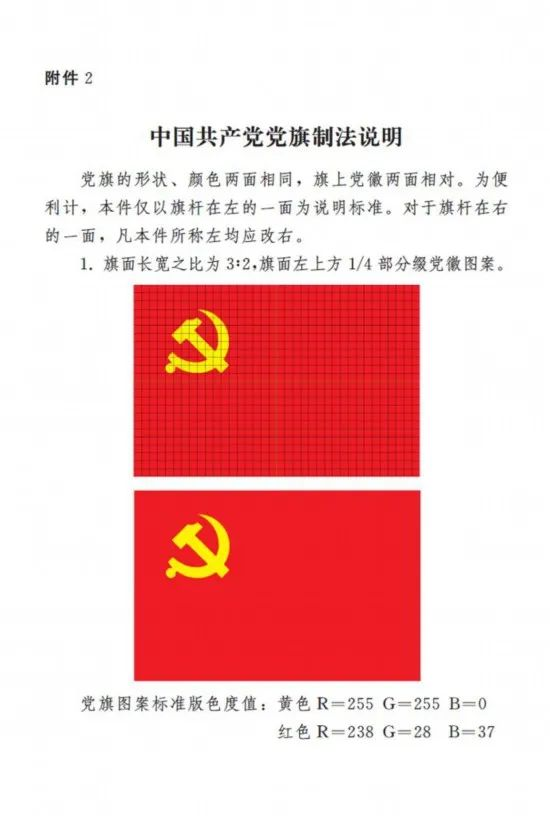 附件 2
中国共产党党旗制法说明
党旗的形状、颜色两面相同，旗上党徽两面相对。为便
利计，本件仅以旗杆在左的一面为说明标准。对于旗杆在右
的一面，凡本件所称左均应改右。
1. 旗面长宽之比为 3:2，旗面左上方 1/4 部分缀党徽图案。
党旗图案标准版色度值：黄色 R＝255 G＝255 B＝0
红色 R＝238 G＝28 B＝37